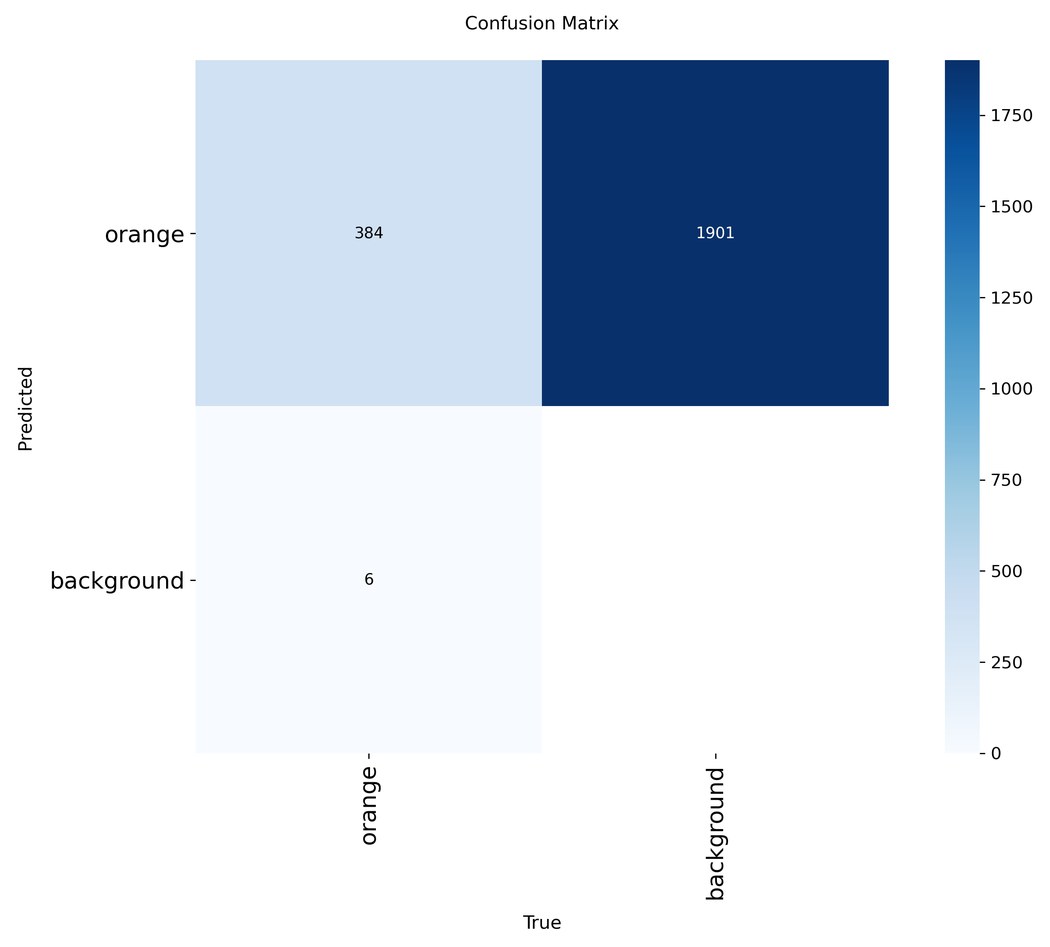 Confusion Matrix
orange
384
1901
background
6
Predicted
orange
background
True
1750
1500
1250
1000
750
500
250
0